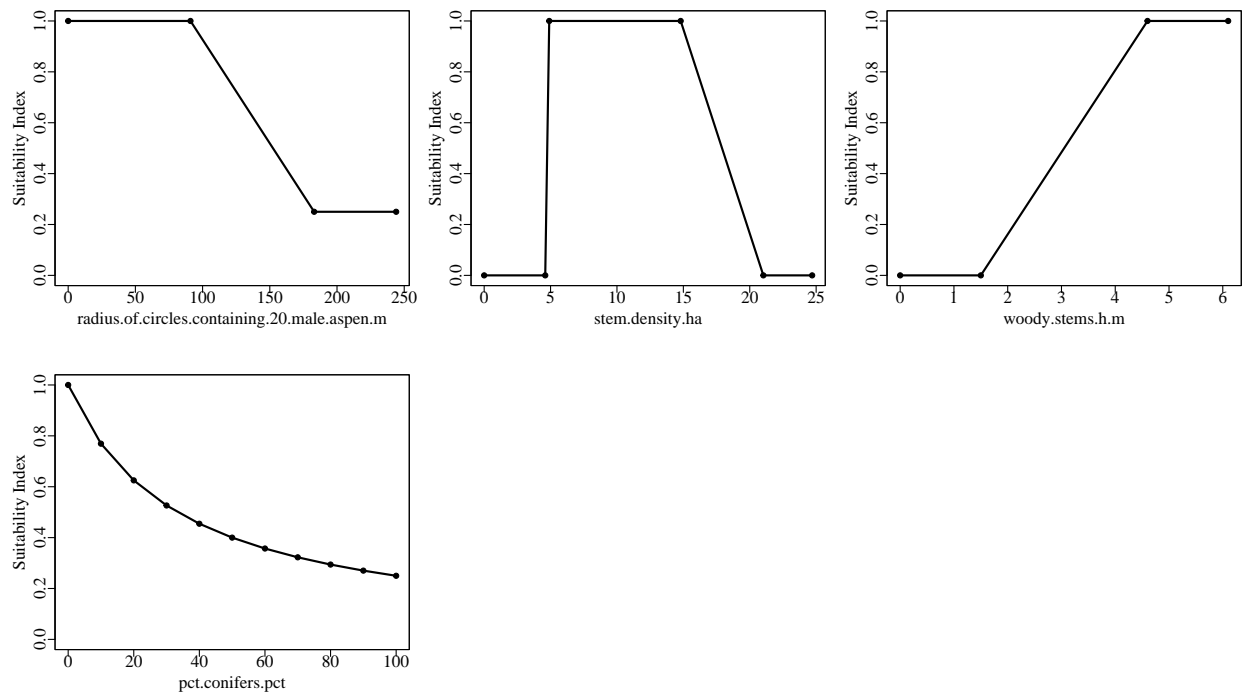 Suitability Index
0.0 0.2 0.4 0.6 0.8 1.0
0 50 100 150 200 250
radius.of.circles.containing.20.male.aspen.m
Suitability Index
0.0 0.2 0.4 0.6 0.8 1.0
0 5 10 15 20 25
stem.density.ha
Suitability Index
0.0 0.2 0.4 0.6 0.8 1.0
0 1 2 3 4 5 6
woody.stems.h.m
Suitability Index
0.0 0.2 0.4 0.6 0.8 1.0
0 20 40 60 80 100
pct.conifers.pct